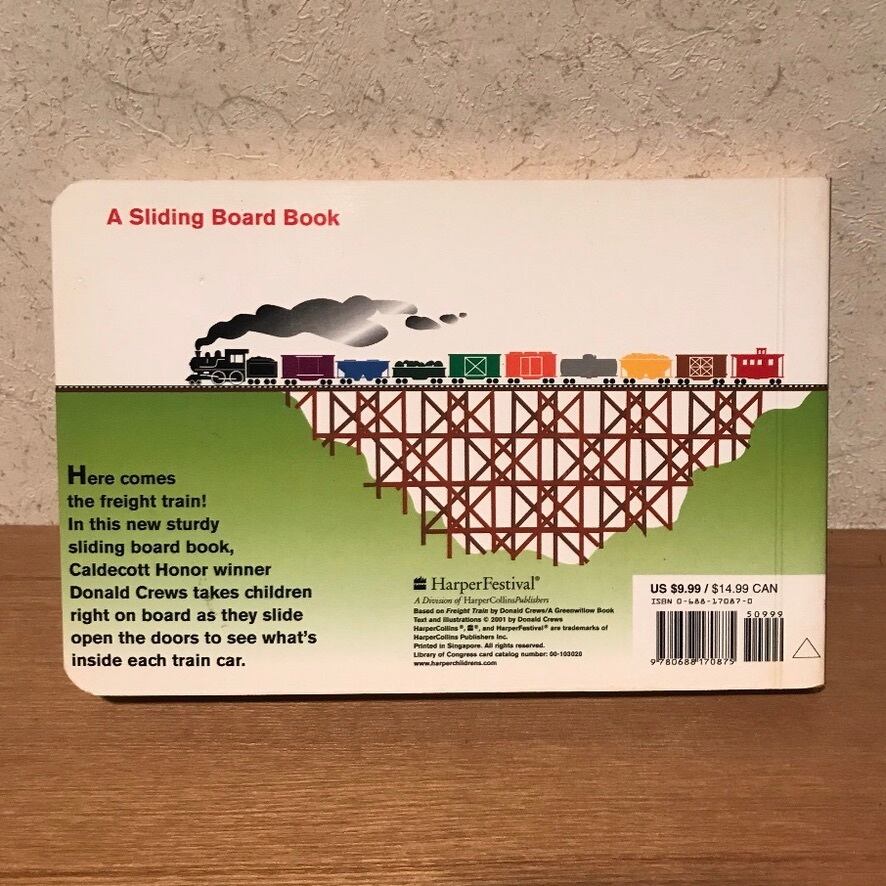 A Sliding Board Book
Here comes
the freight train!
In this new sturdy
sliding board book,
Caldecott Honor winner
Donald Crews takes children
right on board as they slide
open the doors to see what's
inside each train car.
HarperFestival®
A Division of HarperCollinsPublishers
Based on Freight Train by Donald Crews/A Greenwillow Book
Text and illustrations © 2001 by Donald Crews
HarperCollins®, ®, and HarperFestival® are trademarks of
HarperCollins Publishers Inc.
Printed in Singapore. All rights reserved.
Library of Congress card catalog number: 00-103020
www.harperchildrens.com
US $9.99 / $14.99 CAN
ISBN 0-688-17087-0
50999
9 780688 170875